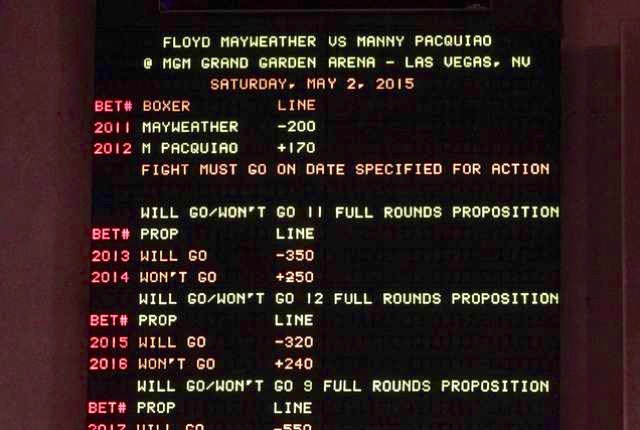 FLOYD MAYWEATHER VS MANNY PACQUIAO
@ MGM GRAND GARDEN ARENA - LAS VEGAS, NV
SATURDAY, MAY 2, 2015
BET# BOXER LINE
2011 MAYWEATHER -200
2012 M PACQUIAO +170
FIGHT MUST GO ON DATE SPECIFIED FOR ACTION
WILL GO/WON'T GO 11 FULL ROUNDS PROPOSITION
BET# PROP LINE
2013 WILL GO -350
2014 WON'T GO +250
WILL GO/WON'T GO 12 FULL ROUNDS PROPOSITION
BET# PROP LINE
2015 WILL GO -320
2016 WON'T GO +240
WILL GO/WON'T GO 9 FULL ROUNDS PROPOSITION
BET# PROP LINE
2017 WILL GO -550